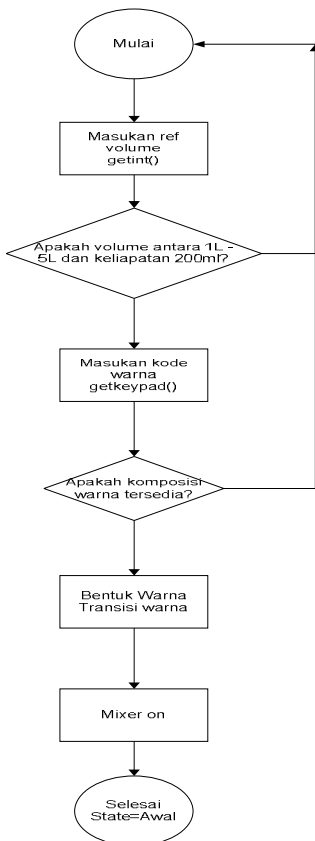 Mulai
Masukan ref
volume
getint()
Apakah volume antara 1L -
5L dan keliapatan 200ml?
Masukan kode
warna
getkeypad()
Apakah komposisi
warna tersedia?
Bentuk Warna
Transisi warna
Mixer on
Selesai
State=Awal